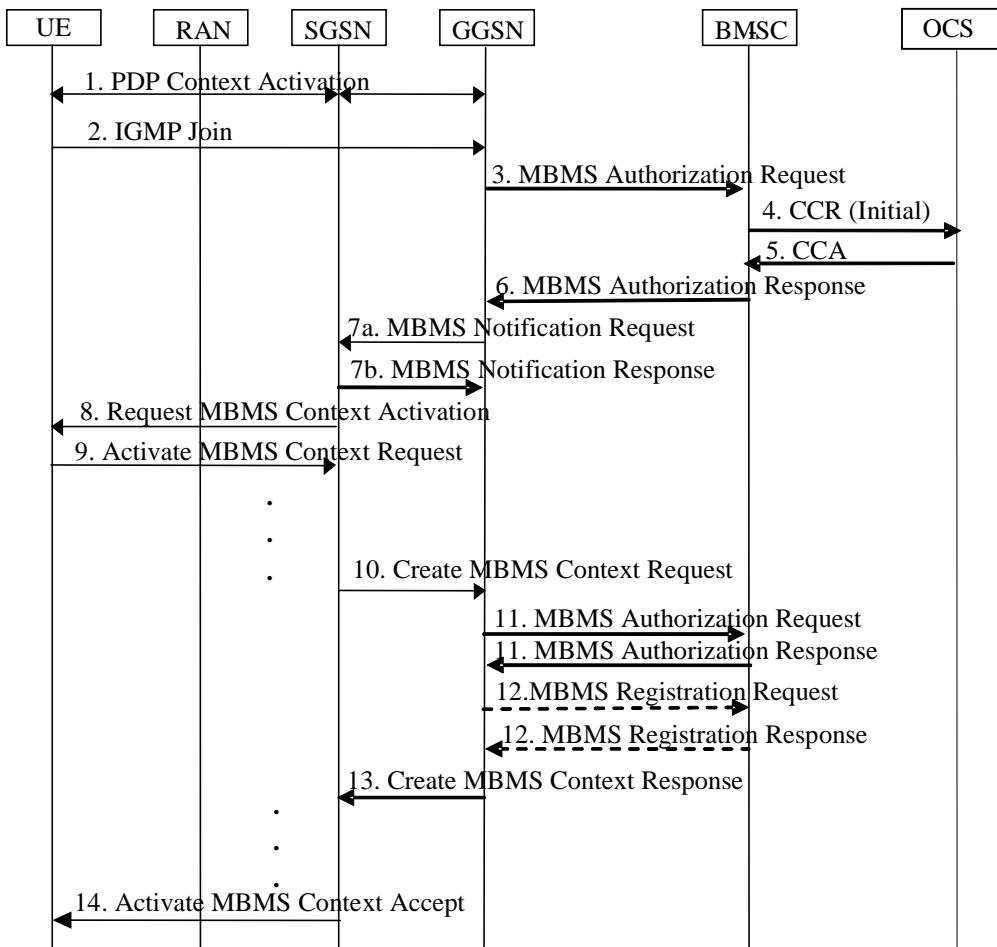 UE RAN SGSN GGSN BMSC OCS
1. PDP Context Activation
2. IGMP Join
3. MBMS Authorization Request
4. CCR (Initial)
5. CCA
6. MBMS Authorization Response
7a. MBMS Notification Request
7b. MBMS Notification Response
8. Request MBMS Context Activation
9. Activate MBMS Context Request
.
.
.
10. Create MBMS Context Request
11. MBMS Authorization Request
11. MBMS Authorization Response
12.MBMS Registration Request
12. MBMS Registration Response
13. Create MBMS Context Response
.
.
.
14. Activate MBMS Context Accept